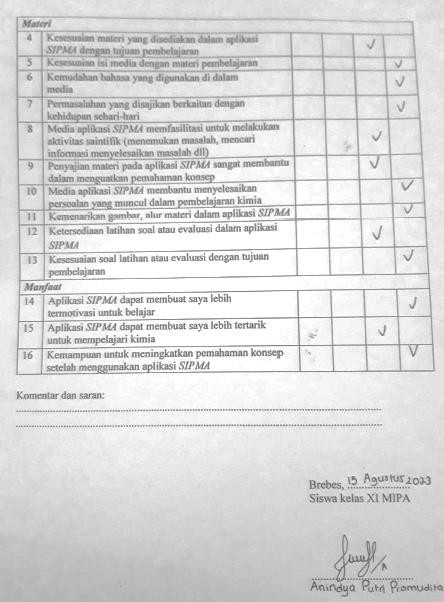 Materi
4 Kesesuaian materi yang disediakan dalam aplikasi ✓
SIPMA dengan tujuan pembelajaran
5 Kesesuaian isi media dengan materi pembelajaran ✓
6 Kemudahan bahasa yang digunakan di dalam ✓
media
7 Permasalahan yang disajikan berkaitan dengan ✓
kehidupan sehari-hari
8 Media aplikasi SIPMA memfasilitasi untuk melakukan ✓
aktivitas saintifik (menemukan masalah, mencari
informasi menyelesaikan masalah dll)
9 Penyajian materi pada aplikasi SIPMA sangat membantu ✓
dalam menguatkan pemahaman konsep
10 Media aplikasi SIPMA membantu menyelesaikan ✓
persoalan yang muncul dalam pembelajaran kimia
11 Kemenarikan gambar, alur materi dalam aplikasi SIPMA ✓
12 Ketersediaan latihan soal atau evaluasi dalam aplikasi ✓
SIPMA
13 Kesesuaian soal latihan atau evaluasi dengan tujuan ✓
pembelajaran
Manfaat
14 Aplikasi SIPMA dapat membuat saya lebih ✓
termotivasi untuk belajar
15 Aplikasi SIPMA dapat membuat saya lebih tertarik ✓
untuk mempelajari kimia
16 Kemampuan untuk meningkatkan pemahaman konsep ✓
setelah menggunakan aplikasi SIPMA
Komentar dan saran:
Brebes, 15 Agustus 2023
Siswa kelas XI MIPA
Anindya Putri Pramudita